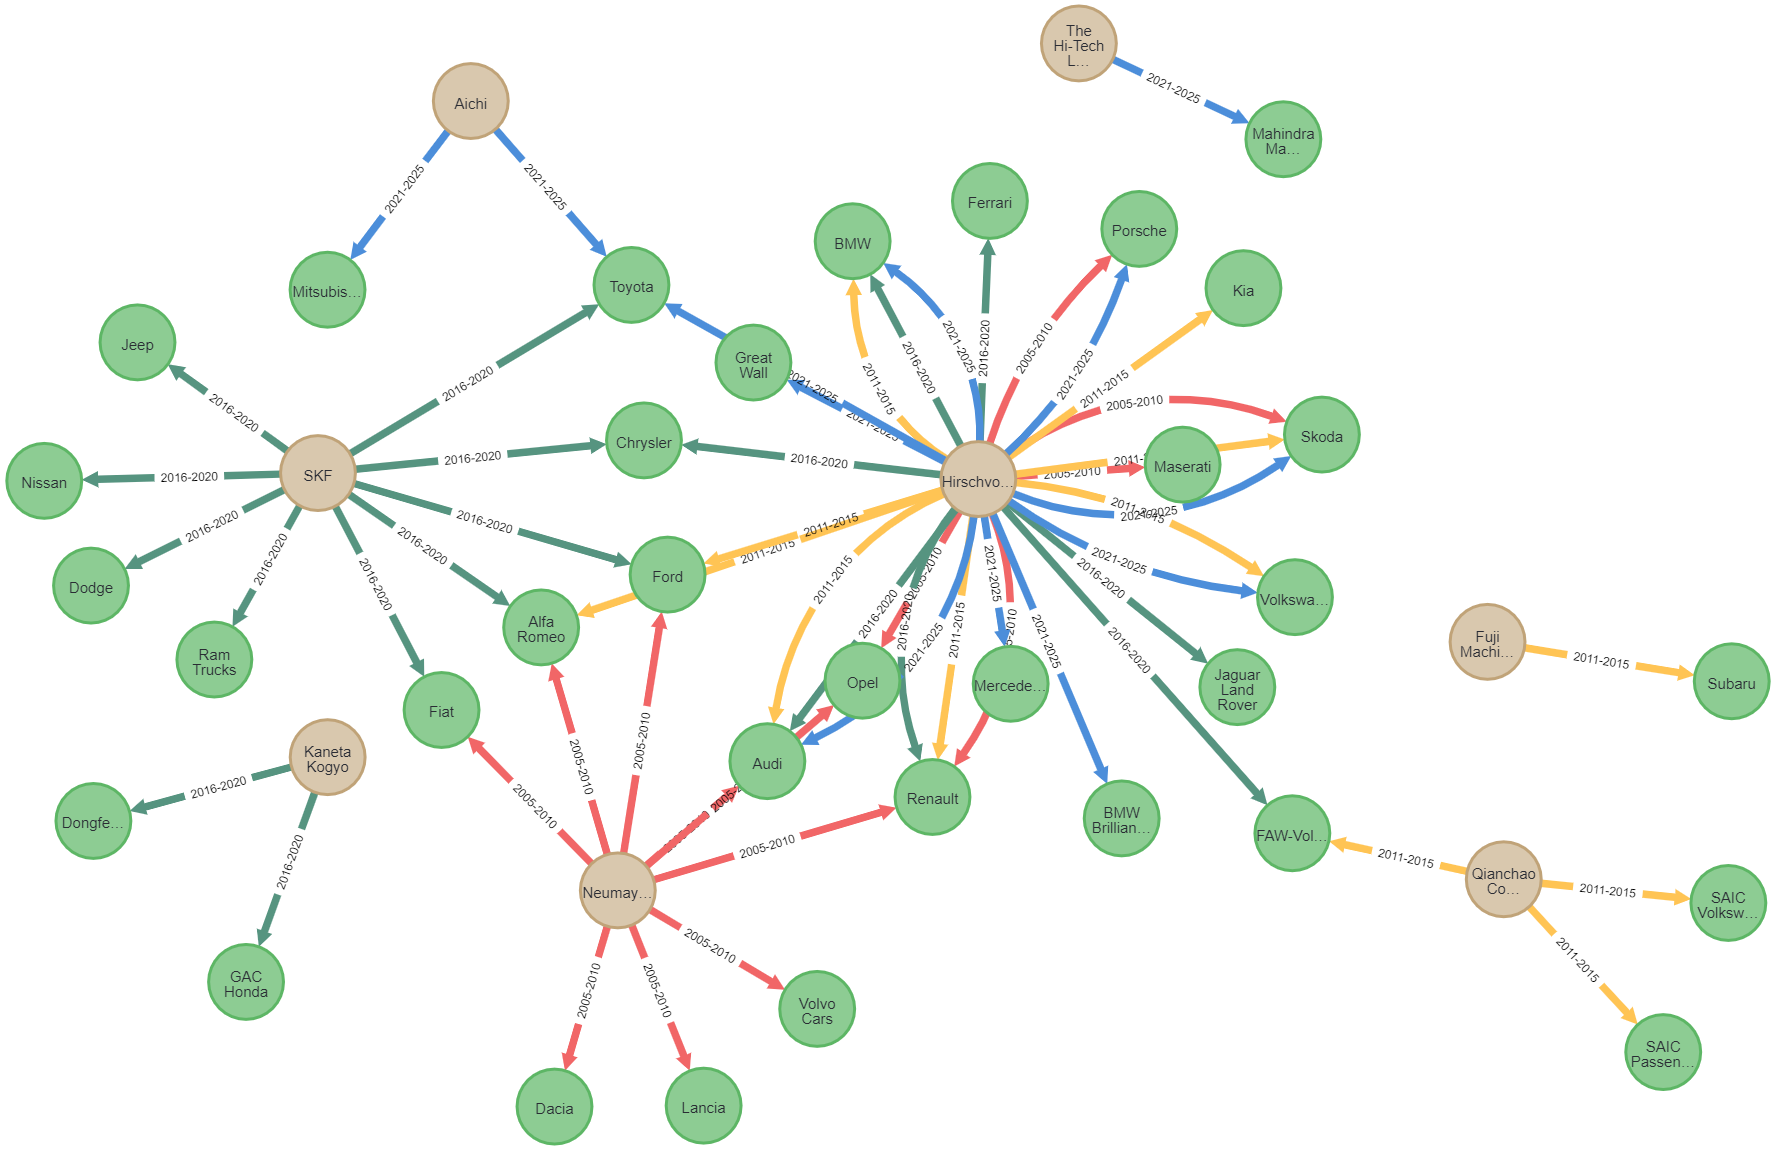 The
Hi-Tech
L…
2021-2025
Mahindra
Ma…
Aichi
2021-2025
2021-2025
Mitsubis…
Toyota
Ferrari
BMW
Porsche
Kia
Jeep
Great
Wall
2016-2020
2016-2020
2021-2025
2021-2025
2011-2015
2016-2020
2021-2025
2016-2020
2005-2010
2021-2025
2011-2015
2005-2010
Skoda
Chrysler
2016-2020
2016-2020
Nissan
2016-2020
SKF
Hirschvo…
2005-2010
2011-
Maserati
2016-2020
2016-2020
2011-2015
2011-2015
2011-2015
2021-2025
Dodge
2016-2020
2016-2020
2016-2020
Ford
Alfa
Romeo
2011-2015
2005-2010
2016-2020
2016-2020
2021-2025
2011-2015
2021-2025
2021-2025
2016-2020
2021-2025
2016-2020
Volkswa…
Ram
Trucks
Fiat
Opel
Mercede…
Jaguar
Land
Rover
Fuji
Machi…
2011-2015
Subaru
Kaneta
Kogyo
2016-2020
Dongfe…
2016-2020
GAC
Honda
Audi
Renault
BMW
Brillian…
FAW-Vol…
2011-2015
Qianchao
Co…
2011-2015
SAIC
Volksw…
2011-2015
SAIC
Passen…
2005-2010
2005-2010
2005-2010
2005-2010
Neumay…
2005-2010
2005-2010
2005-2010
Volvo
Cars
Dacia
Lancia